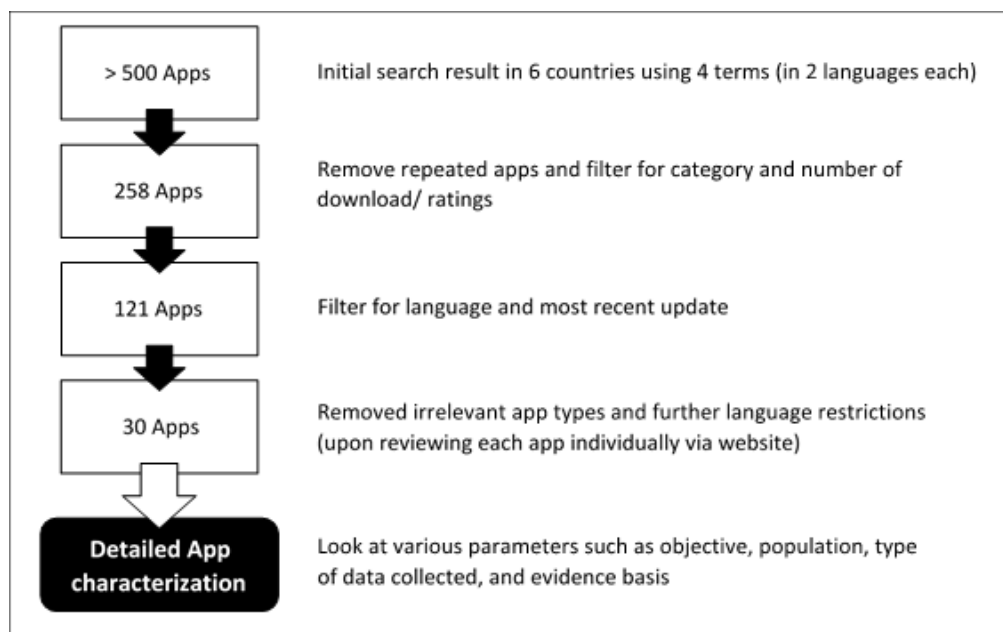 > 500 Apps
Initial search result in 6 countries using 4 terms (in 2 languages each)
258 Apps
Remove repeated apps and filter for category and number of
download/ ratings
121 Apps
Filter for language and most recent update
30 Apps
Removed irrelevant app types and further language restrictions
(upon reviewing each app individually via website)
Detailed App
characterization
Look at various parameters such as objective, population, type
of data collected, and evidence basis